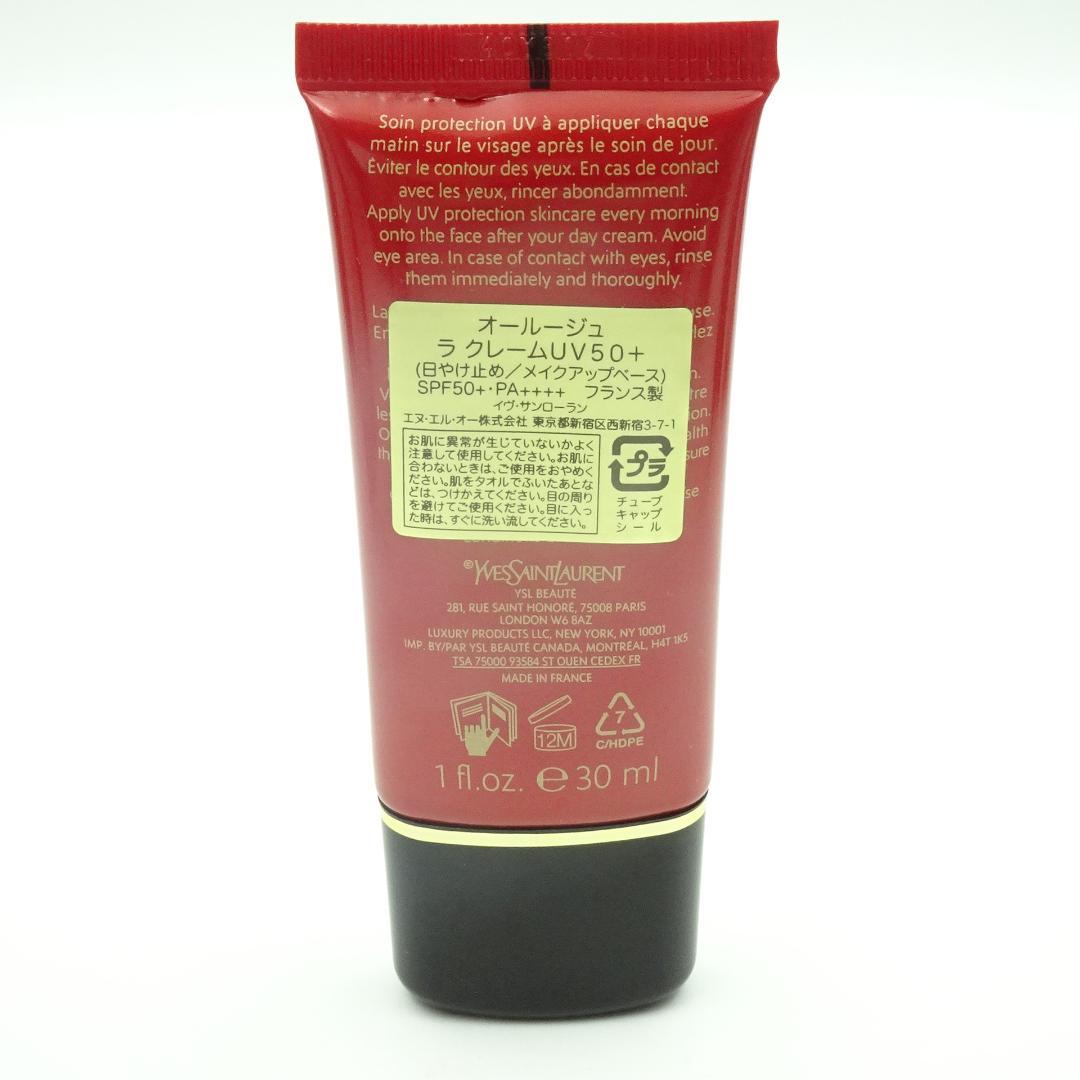 Soin protection UV à appliquer chaque
matin sur le visage après le soin de jour.
Éviter le contour des yeux. En cas de contact
avec les yeux, rincer abondamment.
Apply UV protection skincare every morning
onto the face after your day cream. Avoid
eye area. In case of contact with eyes, rinse
them immediately and thoroughly.
オールージュ
ラ クレームUV50+
(日やけ止め/メイクアップベース)
SPF50+・PA++++ フランス製
イヴ・サンローラン
エヌ・エル・オー株式会社 東京都新宿区西新宿3-7-1
お肌に異常が生じていないかよく
注意して使用してください。お肌に
合わないときは、ご使用をおやめく
ださい。肌をタオルでふいたあとな
どは、つけかえてください。目の周り
を避けてご使用ください。目に入っ
た時は、すぐに洗い流してください。
プラ
チューブ
キャップ
シール
®YVESSAINTLAURENT
YSL BEAUTÉ
281, RUE SAINT HONORÉ, 75008 PARIS
LONDON W6 8AZ
LUXURY PRODUCTS LLC, NEW YORK, NY 10001
IMP. BY/PAR YSL BEAUTÉ CANADA, MONTRÉAL, H4T 1K5
TSA 75000 93584 ST OUEN CEDEX FR
MADE IN FRANCE
12M
7
C/HDPE
1 fl.oz. ℮ 30 ml